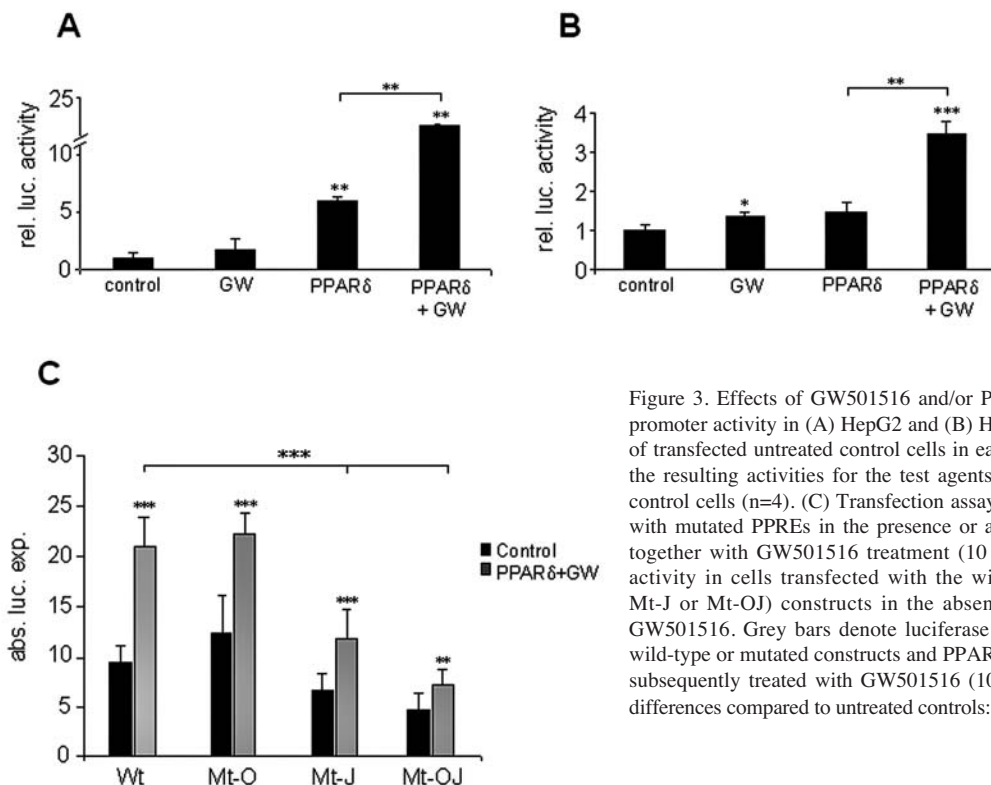 A
**
25
**
10
**
5
0
rel. luc. activity
control GW PPARδ PPARδ + GW
B
**
4
***
3
2
*
1
0
rel. luc. activity
control GW PPARδ PPARδ + GW
C
30
***
25
*** ***
20
15
***
10
**
5
0
abs. luc. exp.
Wt Mt-O Mt-J Mt-OJ
Control
PPARδ+GW
Figure 3. Effects of GW501516 and/or P
promoter activity in (A) HepG2 and (B) H
of transfected untreated control cells in ea
the resulting activities for the test agents
control cells (n=4). (C) Transfection assay
with mutated PPREs in the presence or a
together with GW501516 treatment (10
activity in cells transfected with the wi
Mt-J or Mt-OJ) constructs in the absen
GW501516. Grey bars denote luciferase
wild-type or mutated constructs and PPAR
subsequently treated with GW501516 (10
differences compared to untreated controls: